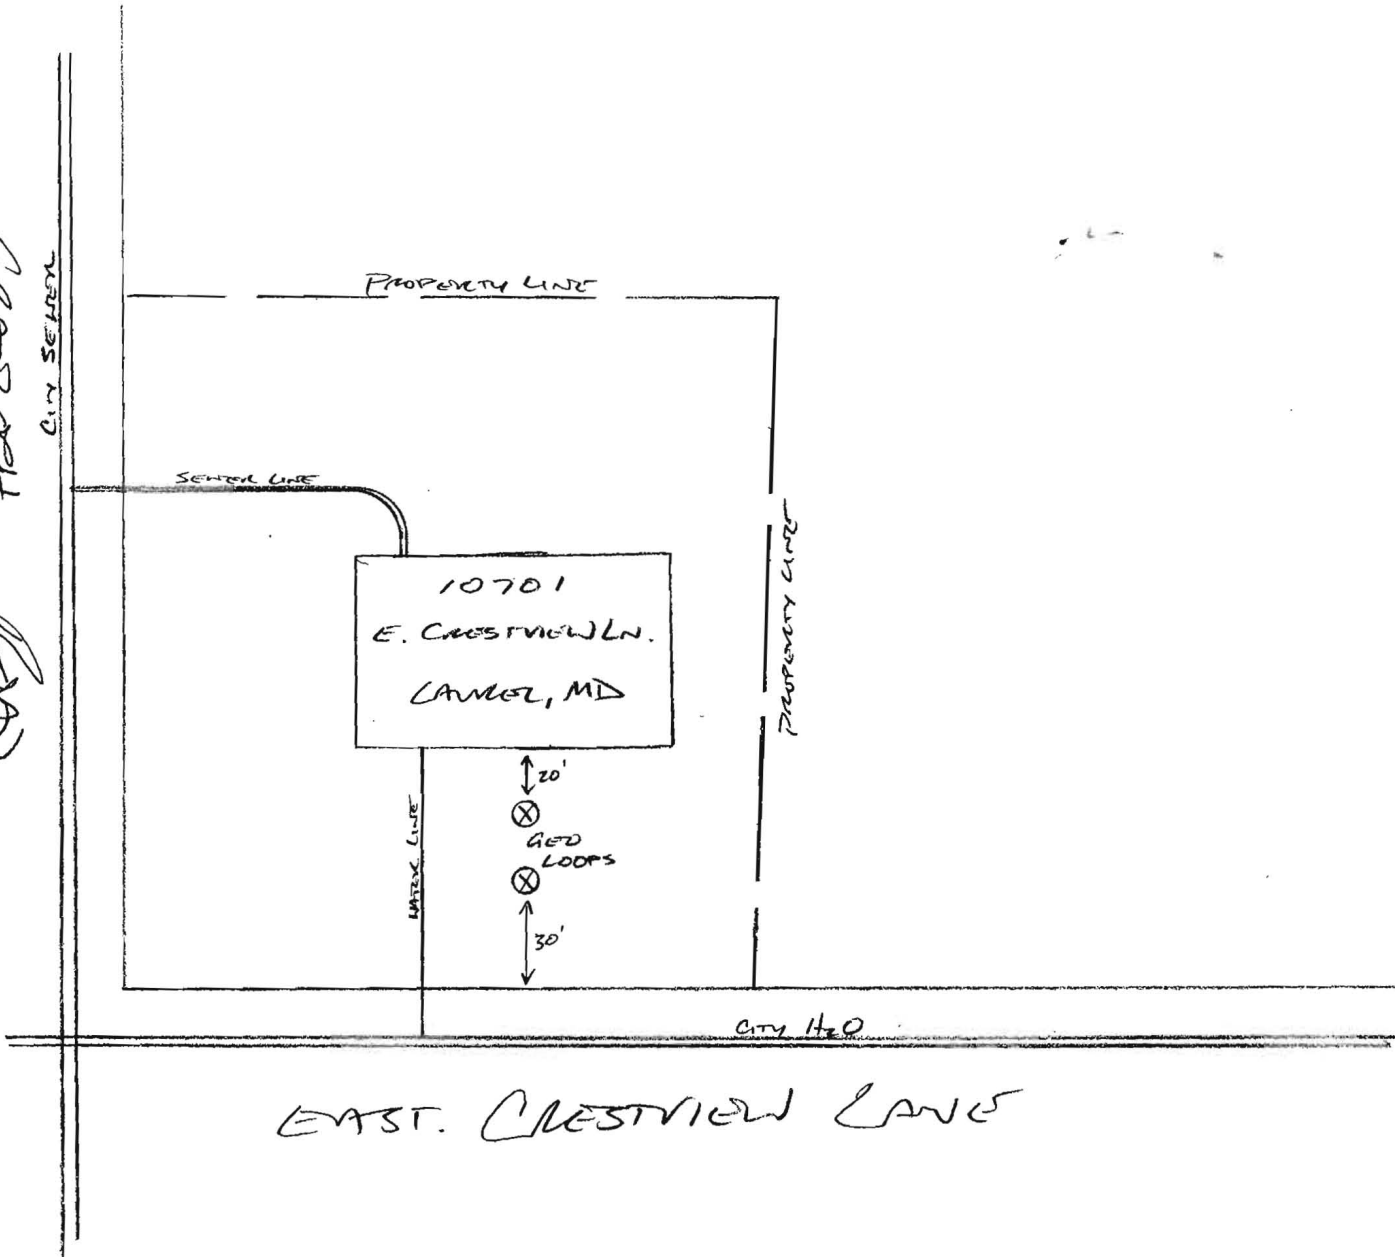 PROPERTY LINE
CITY SEWER
SEWER LINE
10701
E. CRESTVIEW LN.
LAUREL, MD
PROPERTY LINE
20'
GEO
LOOPS
WATER LINE
30'
CITY H2O
EAST. CRESTVIEW LANE